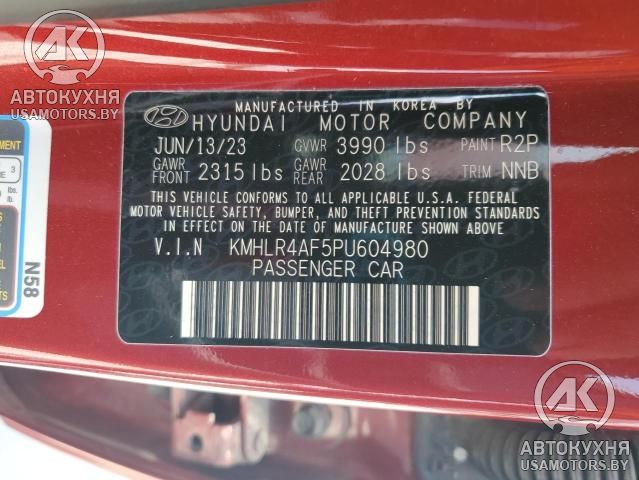 АВТОКУХНЯ
USAMOTORS.BY
MANUFACTURED IN KOREA BY
HYUNDAI MOTOR COMPANY
JUN/13/23 GVWR 3990 lbs PAINT R2P
GAWR FRONT 2315 lbs GAWR REAR 2028 lbs TRIM NNB
THIS VEHICLE CONFORMS TO ALL APPLICABLE U.S.A. FEDERAL
MOTOR VEHICLE SAFETY, BUMPER, AND THEFT PREVENTION STANDARDS
IN EFFECT ON THE DATE OF MANUFACTURE SHOWN ABOVE
V.I.N KMHLR4AF5PU604980
PASSENGER CAR
N58
АВТОКУХНЯ
USAMOTORS.BY